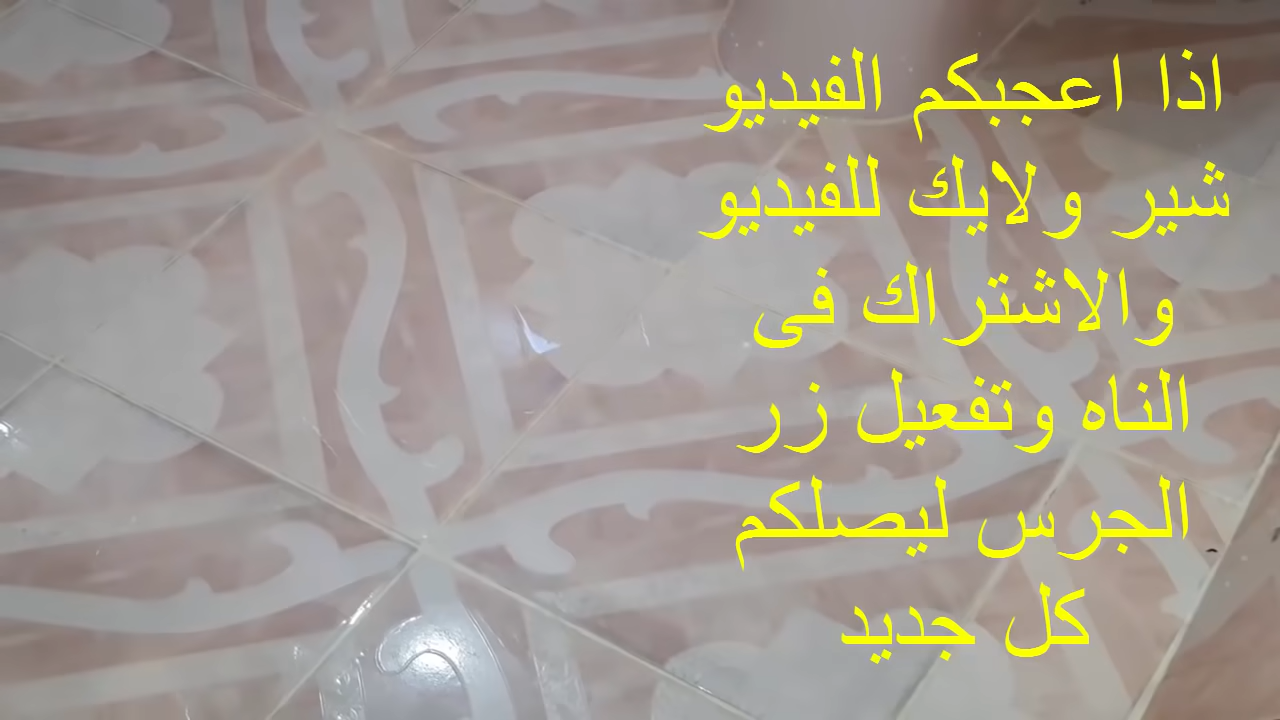 اذا اعجبكم الفيديو
شير ولايك للفيديو
والاشتراك فى
الناه وتفعيل زر
الجرس ليصلكم
كل جديد